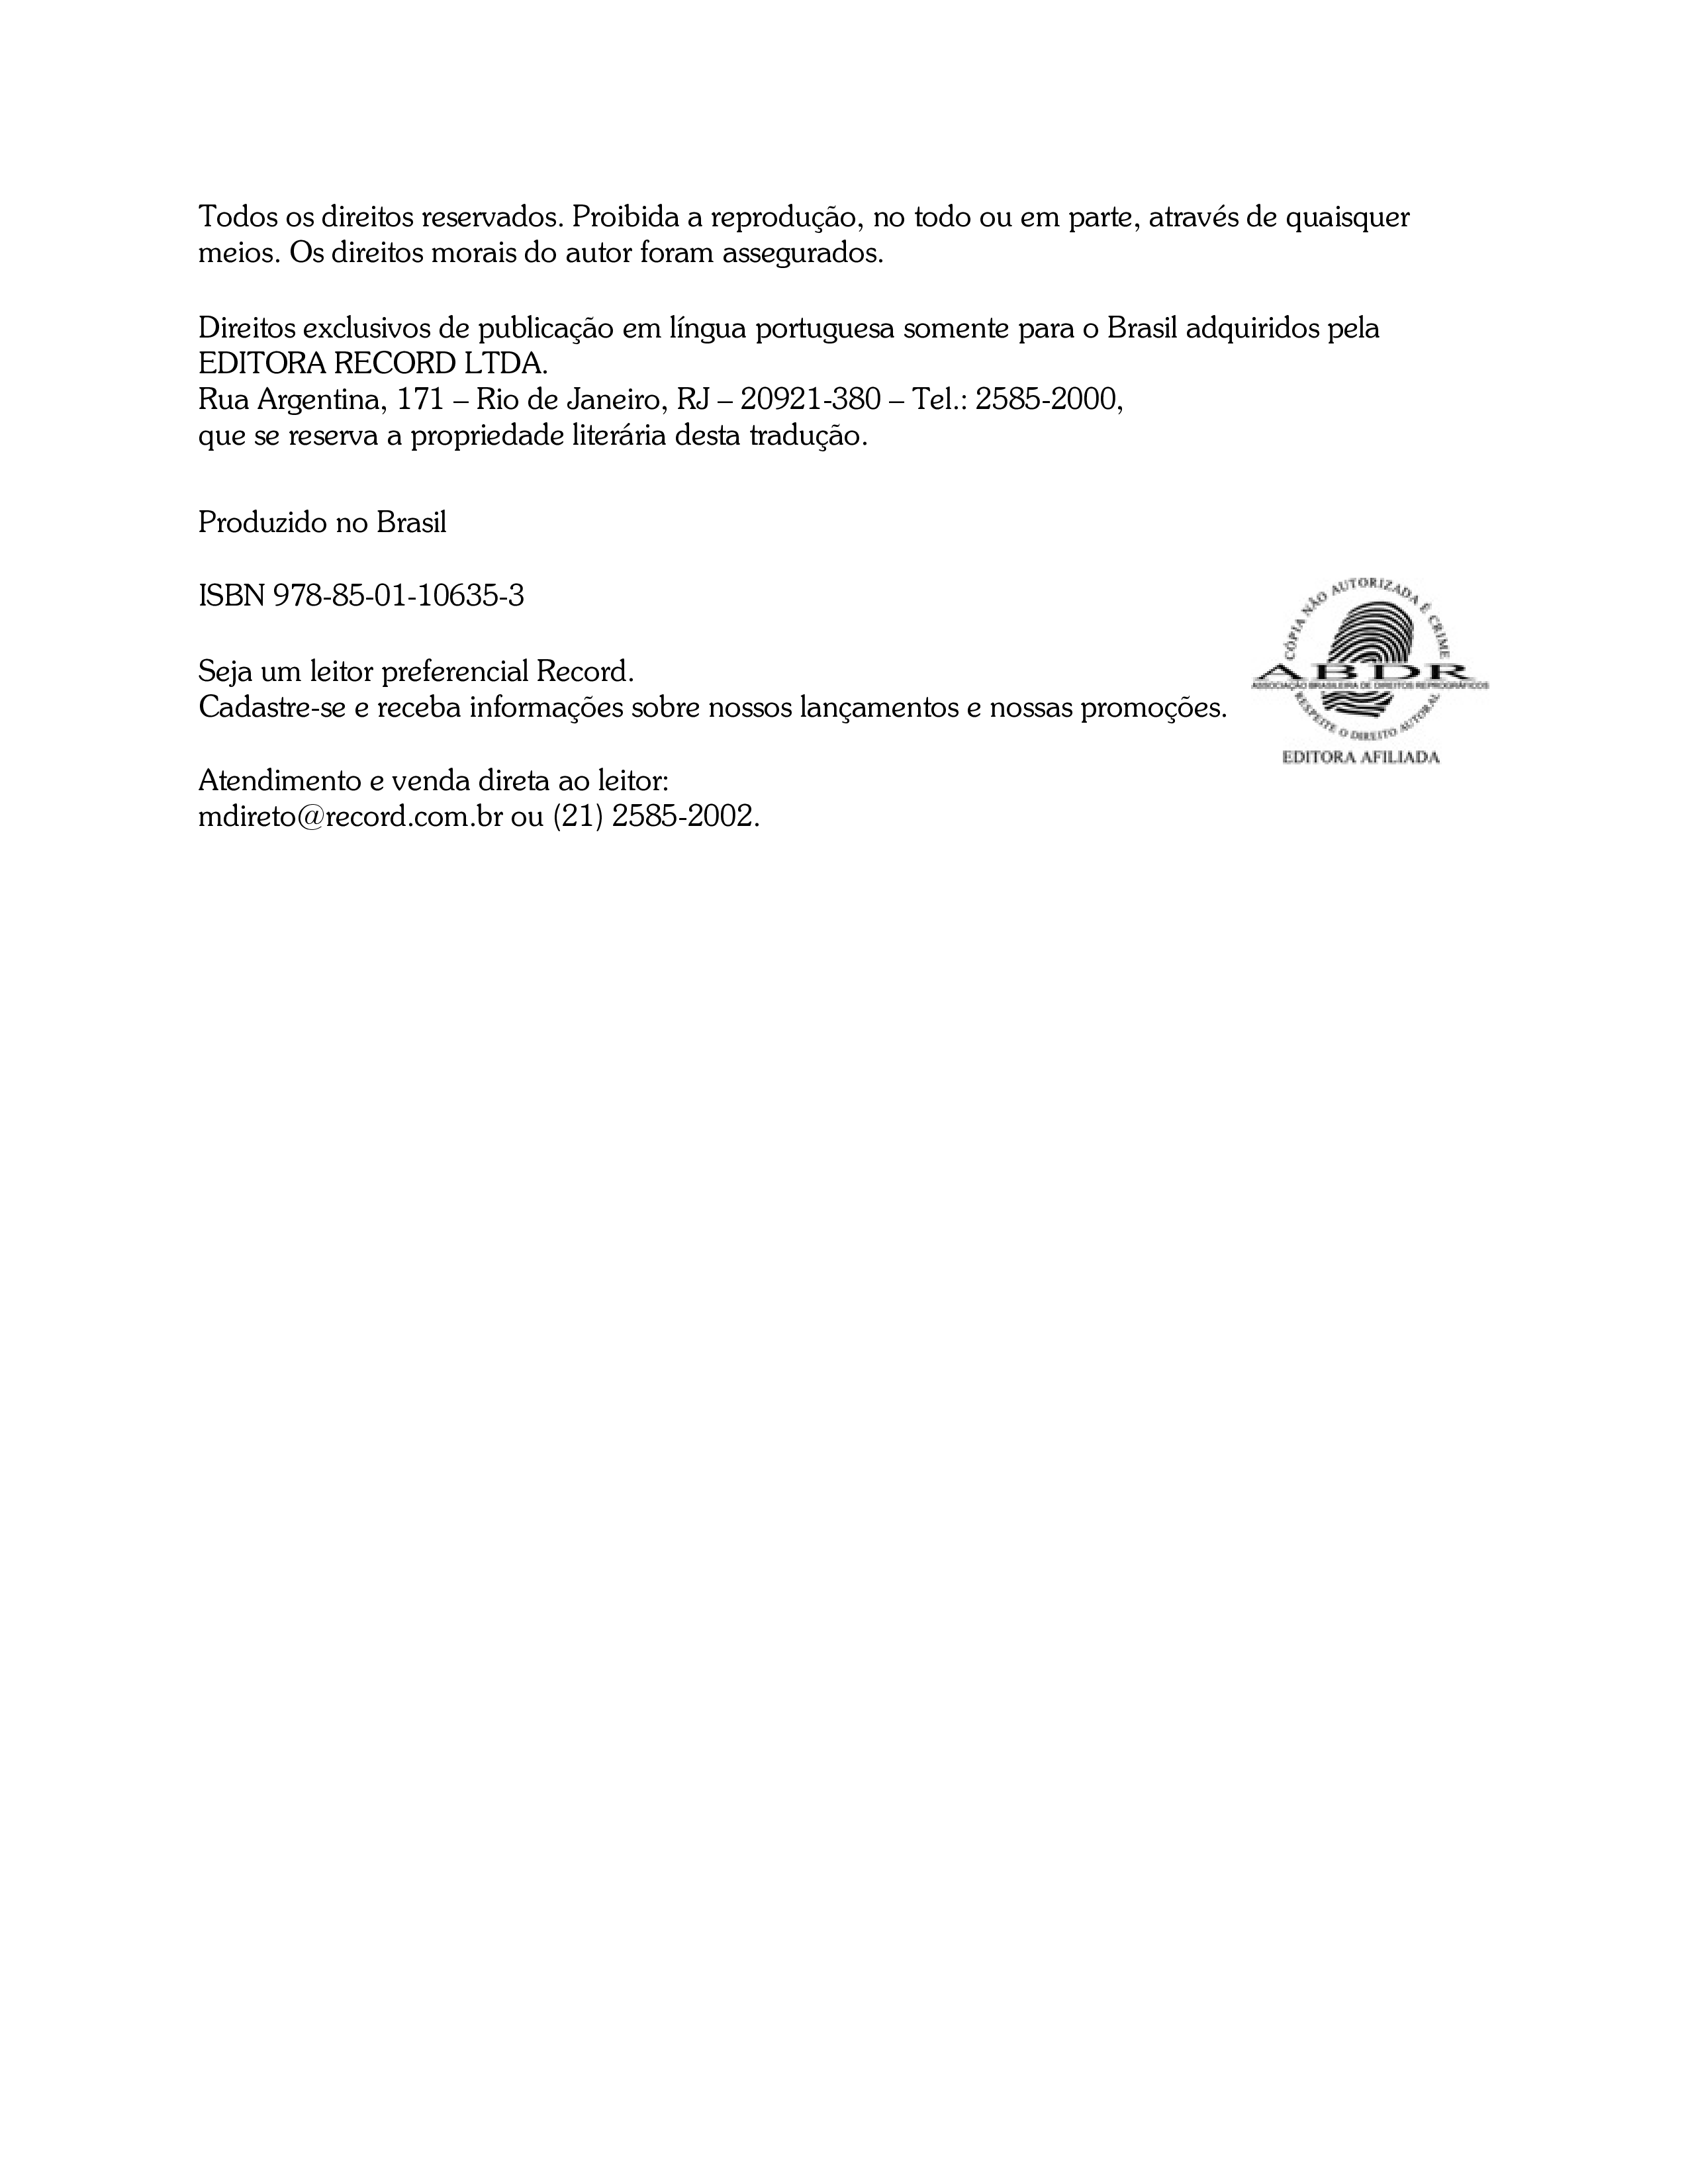 Todos os direitos reservados. Proibida a reprodução, no todo ou em parte, através de quaisquer
meios. Os direitos morais do autor foram assegurados.
Direitos exclusivos de publicação em língua portuguesa somente para o Brasil adquiridos pela
EDITORA RECORD LTDA.
Rua Argentina, 171 – Rio de Janeiro, RJ – 20921-380 – Tel.: 2585-2000,
que se reserva a propriedade literária desta tradução.
Produzido no Brasil
ISBN 978-85-01-10635-3
Seja um leitor preferencial Record.
Cadastre-se e receba informações sobre nossos lançamentos e nossas promoções.
Atendimento e venda direta ao leitor:
mdireto@record.com.br ou (21) 2585-2002.
CÓPIA NÃO AUTORIZADA É CRIME
ABDR
ASSOCIAÇÃO BRASILEIRA DE DIREITOS REPROGRÁFICOS
RESPEITE O DIREITO AUTORAL
EDITORA AFILIADA